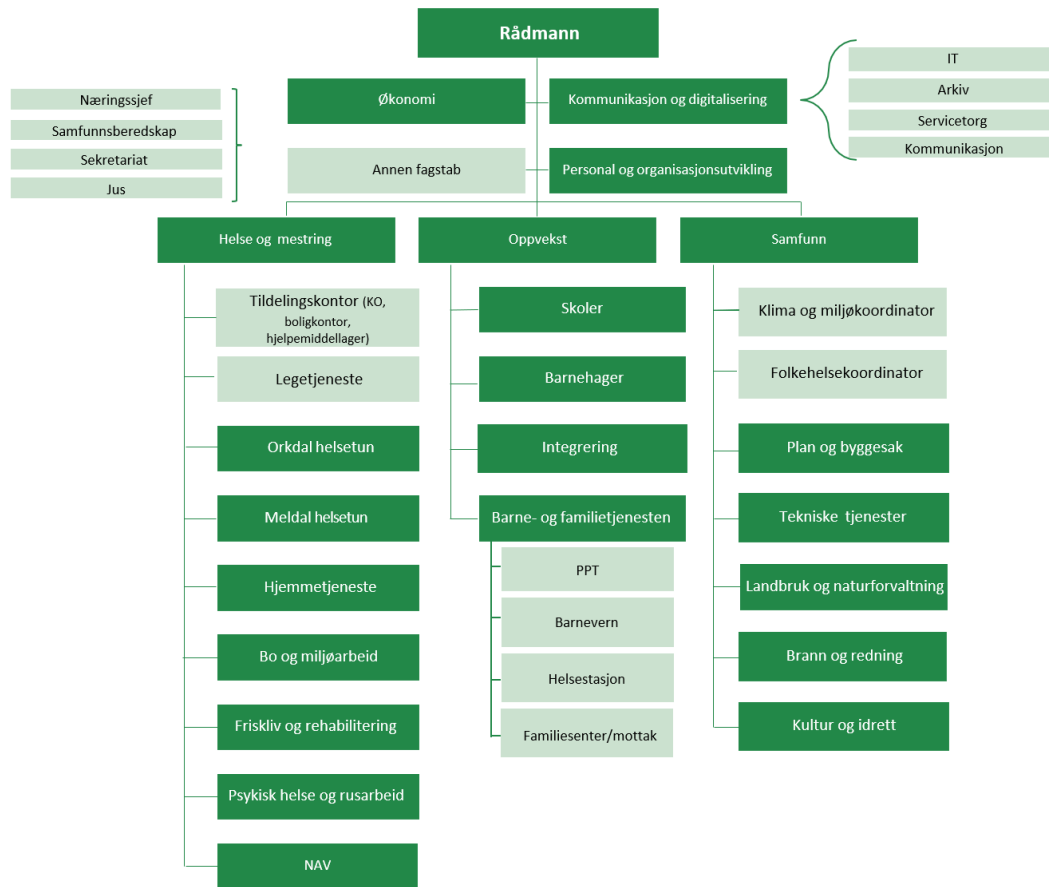 Rådmann
Økonomi
Kommunikasjon og digitalisering
Annen fagstab
Personal og organisasjonsutvikling
Næringssjef
Samfunnsberedskap
Sekretariat
Jus
IT
Arkiv
Servicetorg
Kommunikasjon
Helse og mestring
Tildelingskontor (KO,
boligkontor,
hjelpemiddellager)
Legetjeneste
Orkdal helsetun
Meldal helsetun
Hjemmetjeneste
Bo og miljøarbeid
Friskliv og rehabilitering
Psykisk helse og rusarbeid
NAV
Oppvekst
Skoler
Barnehager
Integrering
Barne- og familietjenesten
PPT
Barnevern
Helsestasjon
Familiesenter/mottak
Samfunn
Klima og miljøkoordinator
Folkehelsekoordinator
Plan og byggesak
Tekniske tjenester
Landbruk og naturforvaltning
Brann og redning
Kultur og idrett